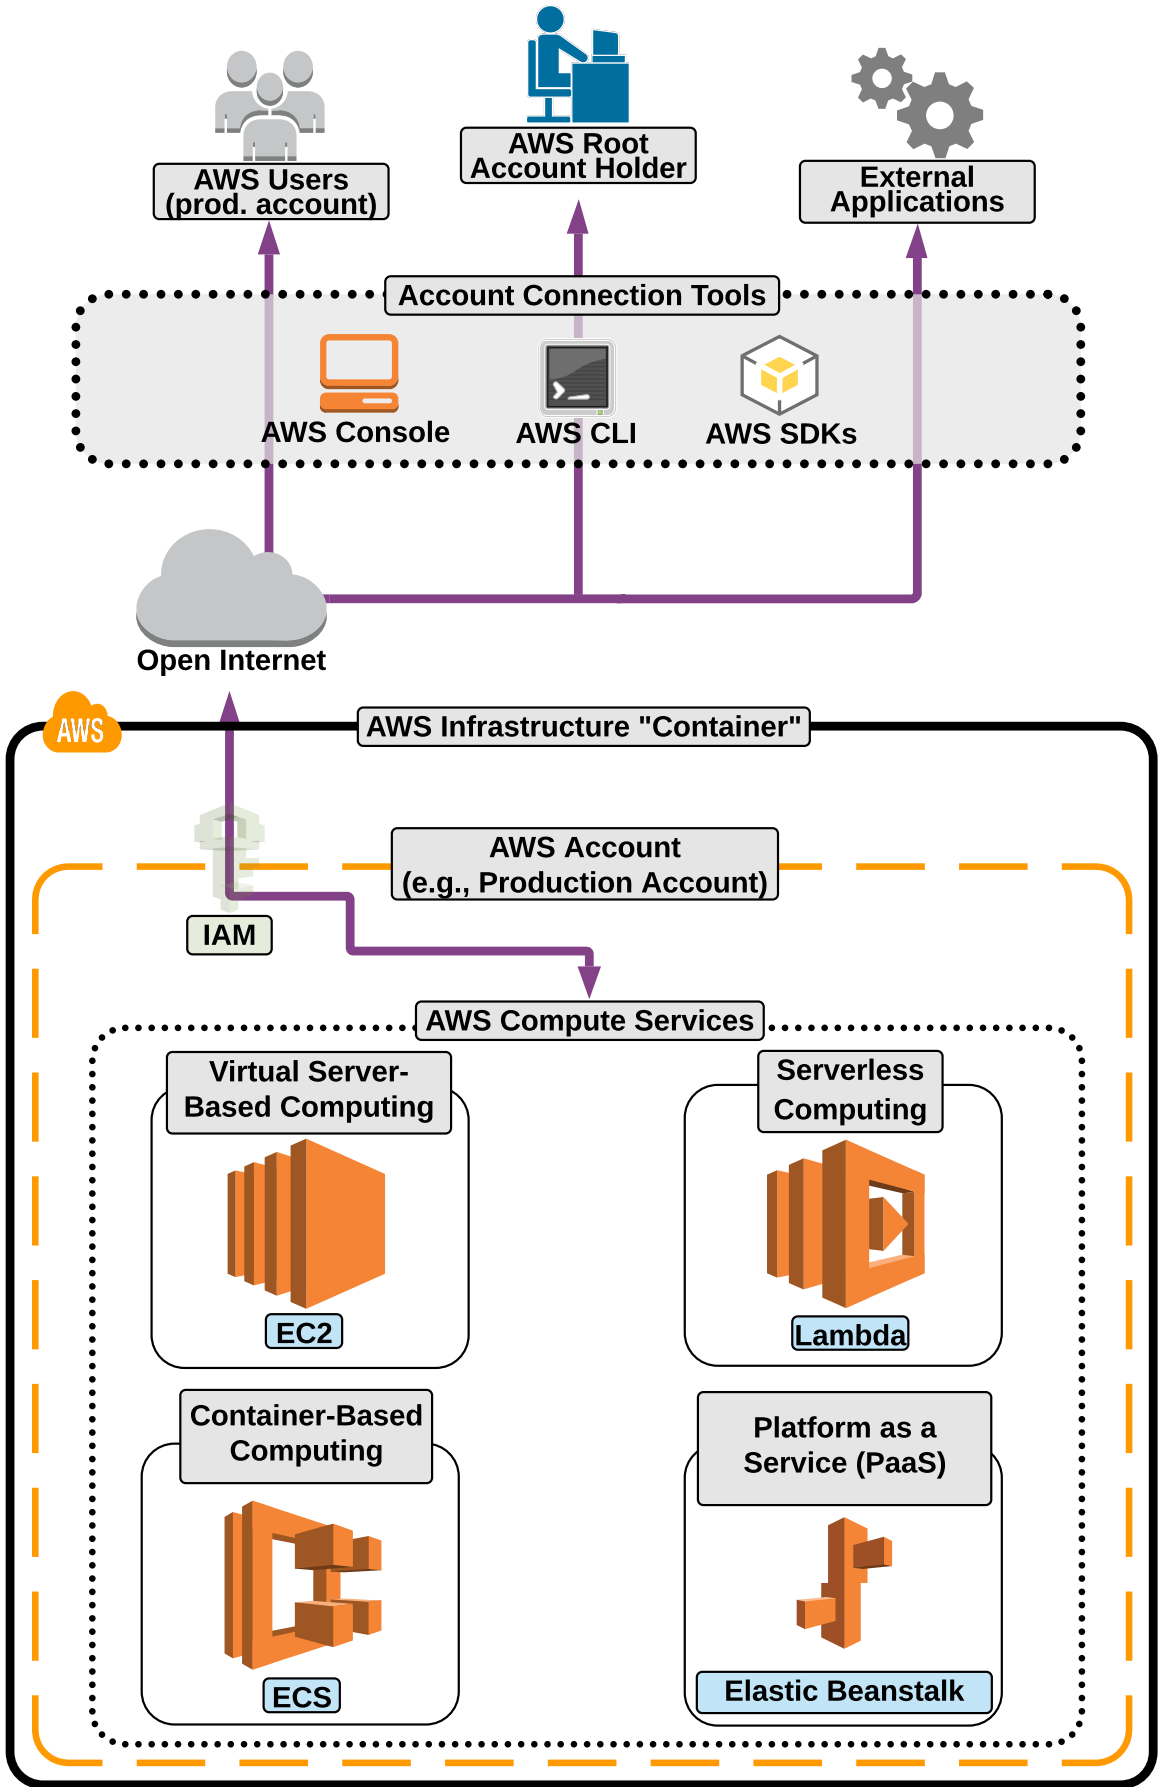 AWS Users
(prod. account)
AWS Root
Account Holder
External
Applications
Account Connection Tools
AWS Console
AWS CLI
AWS SDKs
Open Internet
AWS
AWS Infrastructure "Container"
AWS Account
(e.g., Production Account)
IAM
AWS Compute Services
Virtual Server-
Based Computing
EC2
Serverless
Computing
Lambda
Container-Based
Computing
ECS
Platform as a
Service (PaaS)
Elastic Beanstalk